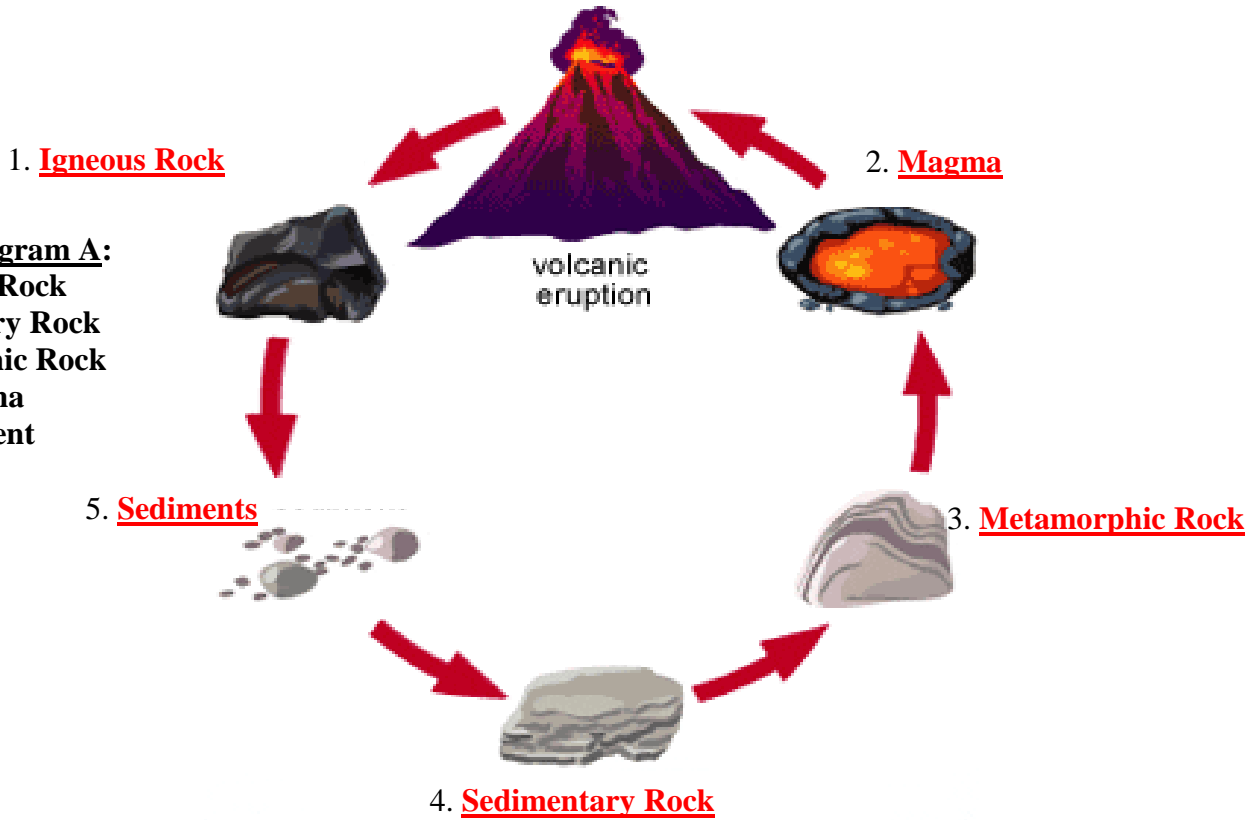 1. Igneous Rock
2. Magma
gram A:
Rock
ry Rock
nic Rock
na
ent
volcanic
eruption
5. Sediments
3. Metamorphic Rock
4. Sedimentary Rock